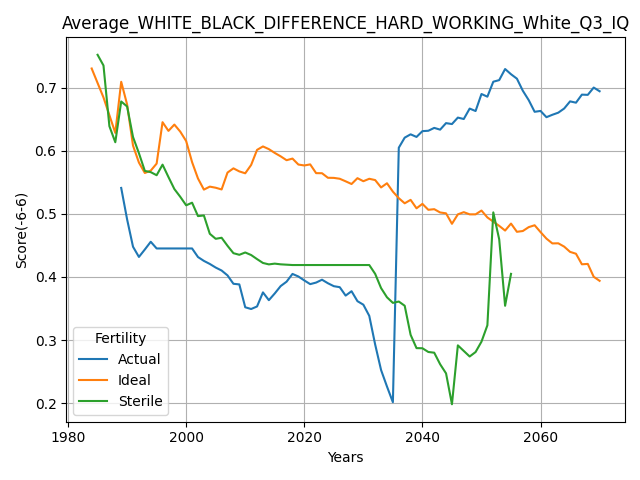 Average_WHITE_BLACK_DIFFERENCE_HARD_WORKING_White_Q3_IQ
Score(-6-6)
0.7
0.6
0.5
0.4
0.3
0.2
Fertility
Actual
Ideal
Sterile
1980 2000 2020 2040 2060
Years